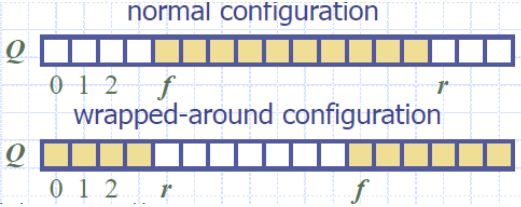 normal configuration
Q
0 1 2 f r
wrapped-around configuration
Q
0 1 2 r f